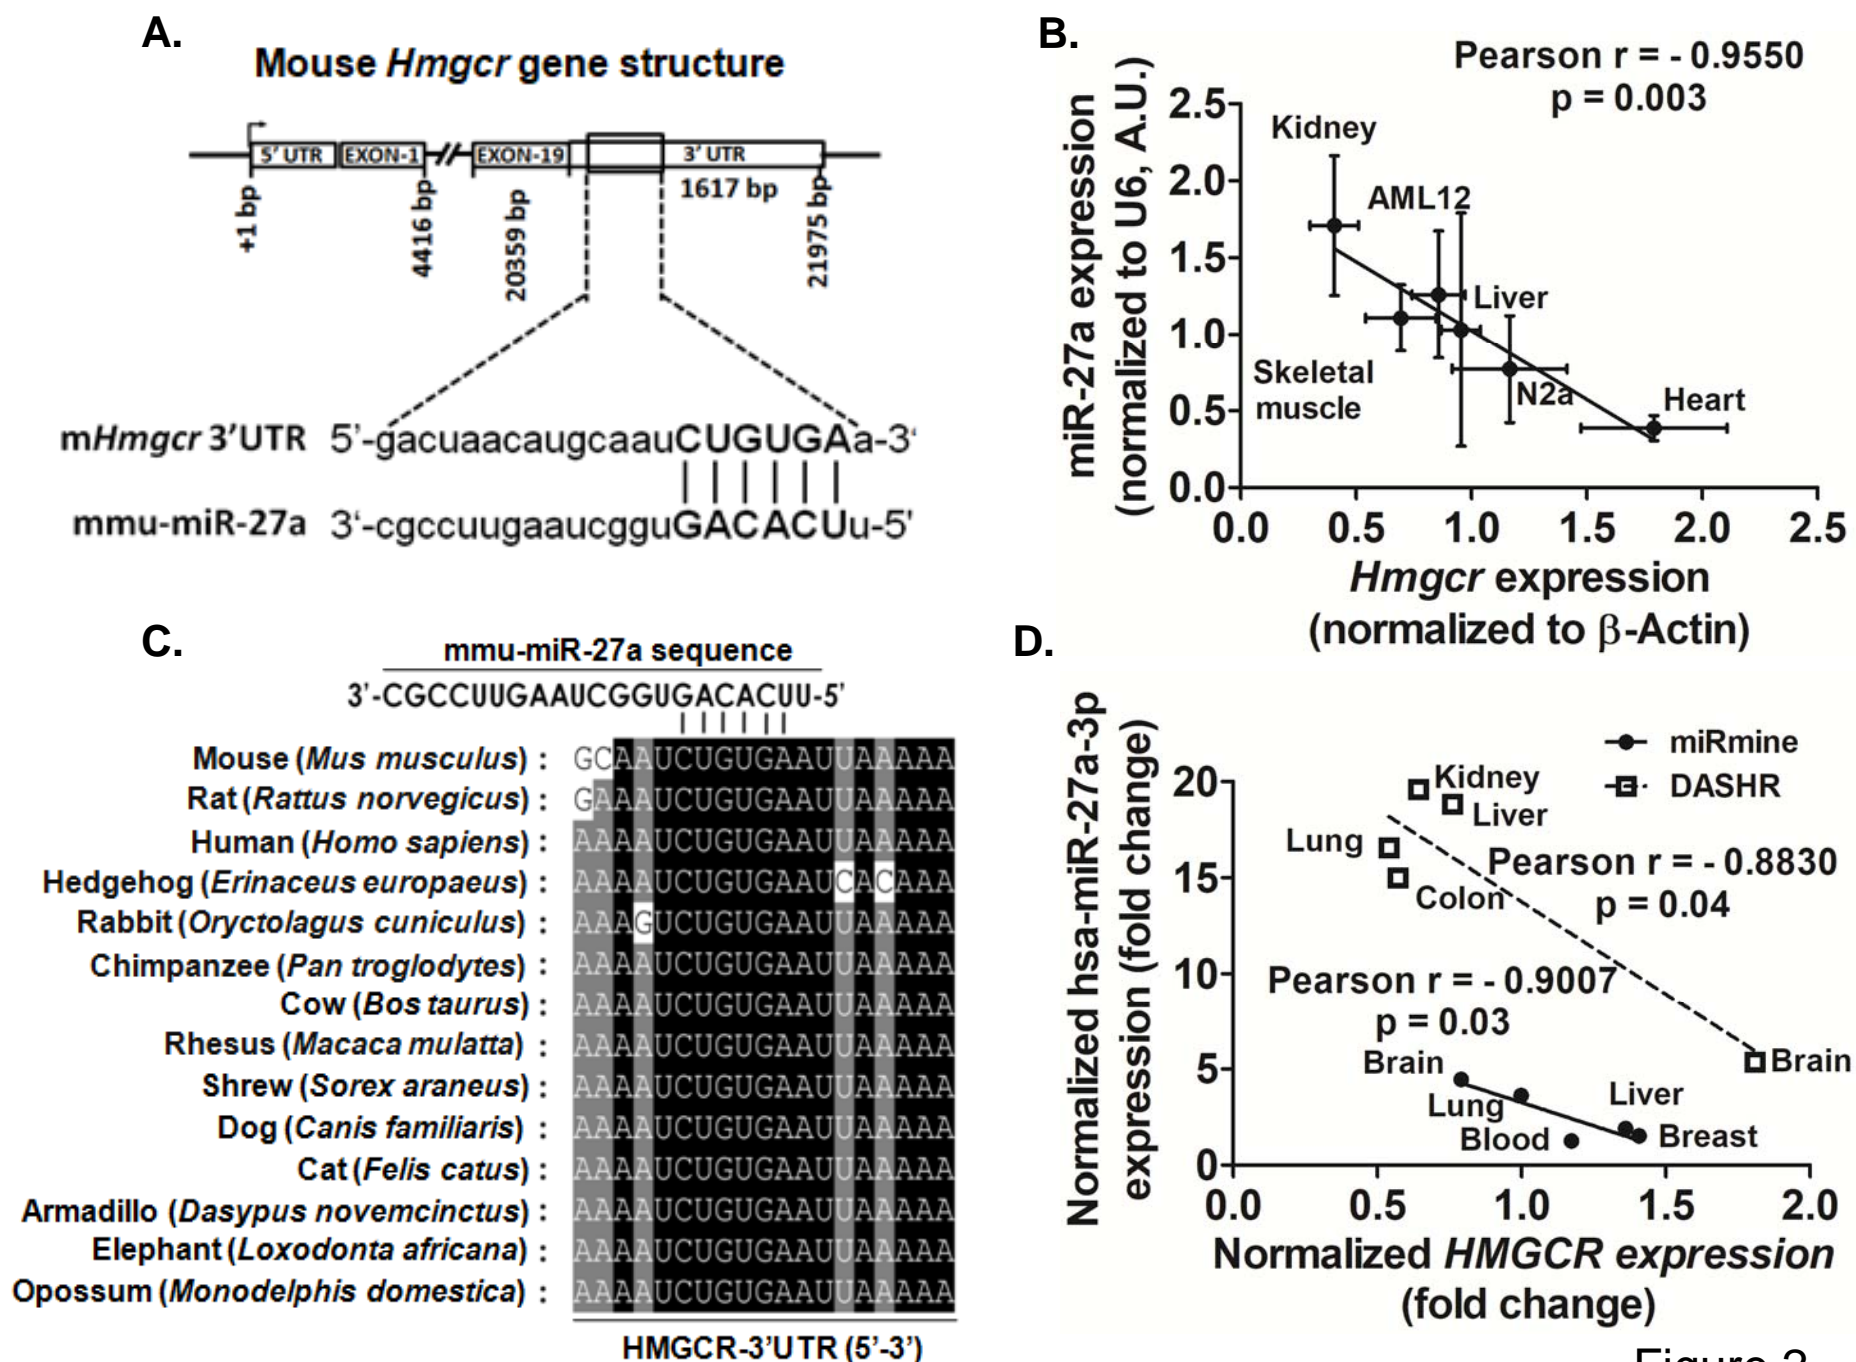 A.
Mouse Hmgcr gene structure
5' UTR EXON-1 EXON-19 3' UTR
1617 bp
+1 bp
4416 bp
20359 bp
21975 bp
mHmgcr 3'UTR 5'-gacuaacaugcaauCUGUGAa-3'
mmu-miR-27a 3'-cgccuugaaucgguGACACUu-5'
B.
Pearson r = - 0.9550
p = 0.003
miR-27a expression
(normalized to U6, A.U.)
2.5
2.0
1.5
1.0
0.5
0.0
Kidney
AML12
Liver
Skeletal
muscle
N2a
Heart
0.0 0.5 1.0 1.5 2.0 2.5
Hmgcr expression
(normalized to β-Actin)
C.
mmu-miR-27a sequence
3'-CGCCUUGAAUCGGUGACACUU-5'
Mouse (Mus musculus) : GCAAUCUGUGAAUUAAAAA
Rat (Rattus norvegicus) : GAAAUCUGUGAAUUAAAAA
Human (Homo sapiens) : AAAAUCUGUGAAUUAAAAA
Hedgehog (Erinaceus europaeus) : AAAAUCUGUGAAUCACAAA
Rabbit (Oryctolagus cuniculus) : AAAGUCUGUGAAUUAAAAA
Chimpanzee (Pan troglodytes) : AAAAUCUGUGAAUUAAAAA
Cow (Bos taurus) : AAAAUCUGUGAAUUAAAAA
Rhesus (Macaca mulatta) : AAAAUCUGUGAAUUAAAAA
Shrew (Sorex araneus) : AAAAUCUGUGAAUUAAAAA
Dog (Canis familiaris) : AAAAUCUGUGAAUUAAAAA
Cat (Felis catus) : AAAAUCUGUGAAUUAAAAA
Armadillo (Dasypus novemcinctus) : AAAAUCUGUGAAUUAAAAA
Elephant (Loxodonta africana) : AAAAUCUGUGAAUUAAAAA
Opossum (Monodelphis domestica) : AAAAUCUGUGAAUUAAAAA
HMGCR-3'UTR (5'-3')
D.
Normalized hsa-miR-27a-3p
expression (fold change)
miRmine
DASHR
20
15
10
5
0
Kidney
Liver
Lung
Colon
Pearson r = - 0.8830
p = 0.04
Pearson r = - 0.9007
p = 0.03
Brain
Brain
Lung
Liver
Blood
Breast
0.0 0.5 1.0 1.5 2.0
Normalized HMGCR expression
(fold change)